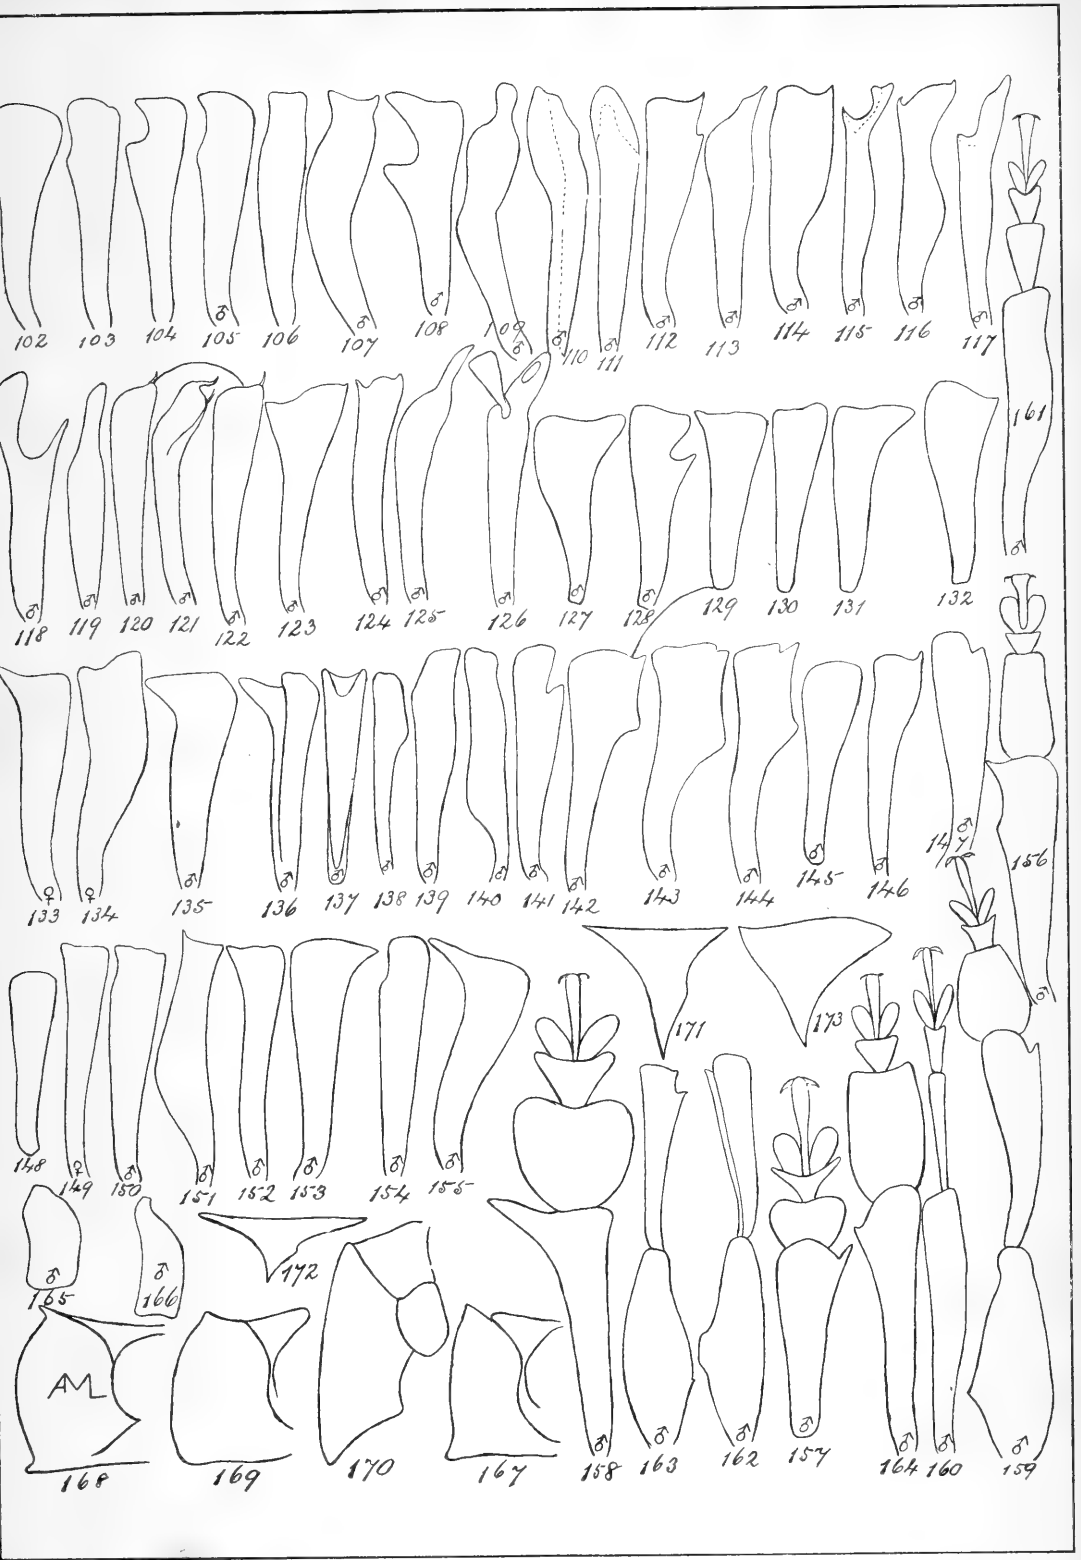 102 103 104 ♂ 105 106 ♂ 107 ♂ 108 109 ♂ ♂ 110 ♂ 111 ♂ 112 ♂ 113 ♂ 114 ♂ 115 ♂ 116 ♂ 117
161 ♂
♂ 118 ♂ 119 ♂ 120 ♂ 121 ♂ 122 ♂ 123 ♂ 124 ♂ 125 ♂ 126 ♂ 127 ♂ 128 129 130 131 132
♀ 133 ♀ 134 ♂ 135 ♂ 136 ♂ 137 ♂ 138 ♂ 139 ♂ 140 ♂ 141 ♂ 142 ♂ 143 ♂ 144 ♂ 145 ♂ 146 ♂ 147
156 ♂
171 173
148 ♀ 149 ♂ 150 ♂ 151 ♂ 152 ♂ 153 ♂ 154 ♂ 155
♂ 165 ♂ 166 172
AML
168 169 170 167 ♂ 158 ♂ 163 ♂ 162 ♂ 157 ♂ 164 ♂ 160 ♂ 159